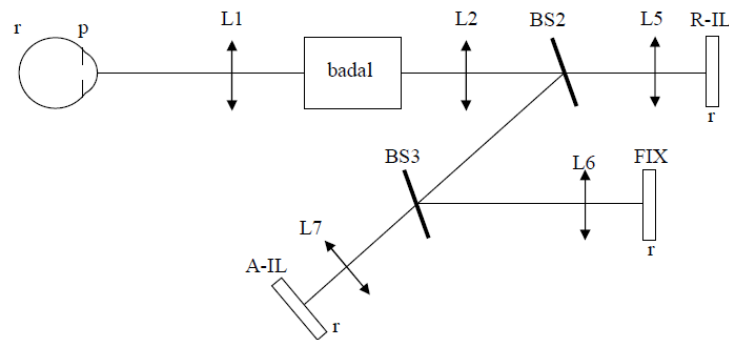 r p L1 L2 BS2 L5 R-IL
badal
r
BS3 L6 FIX
L7
A-IL r
r